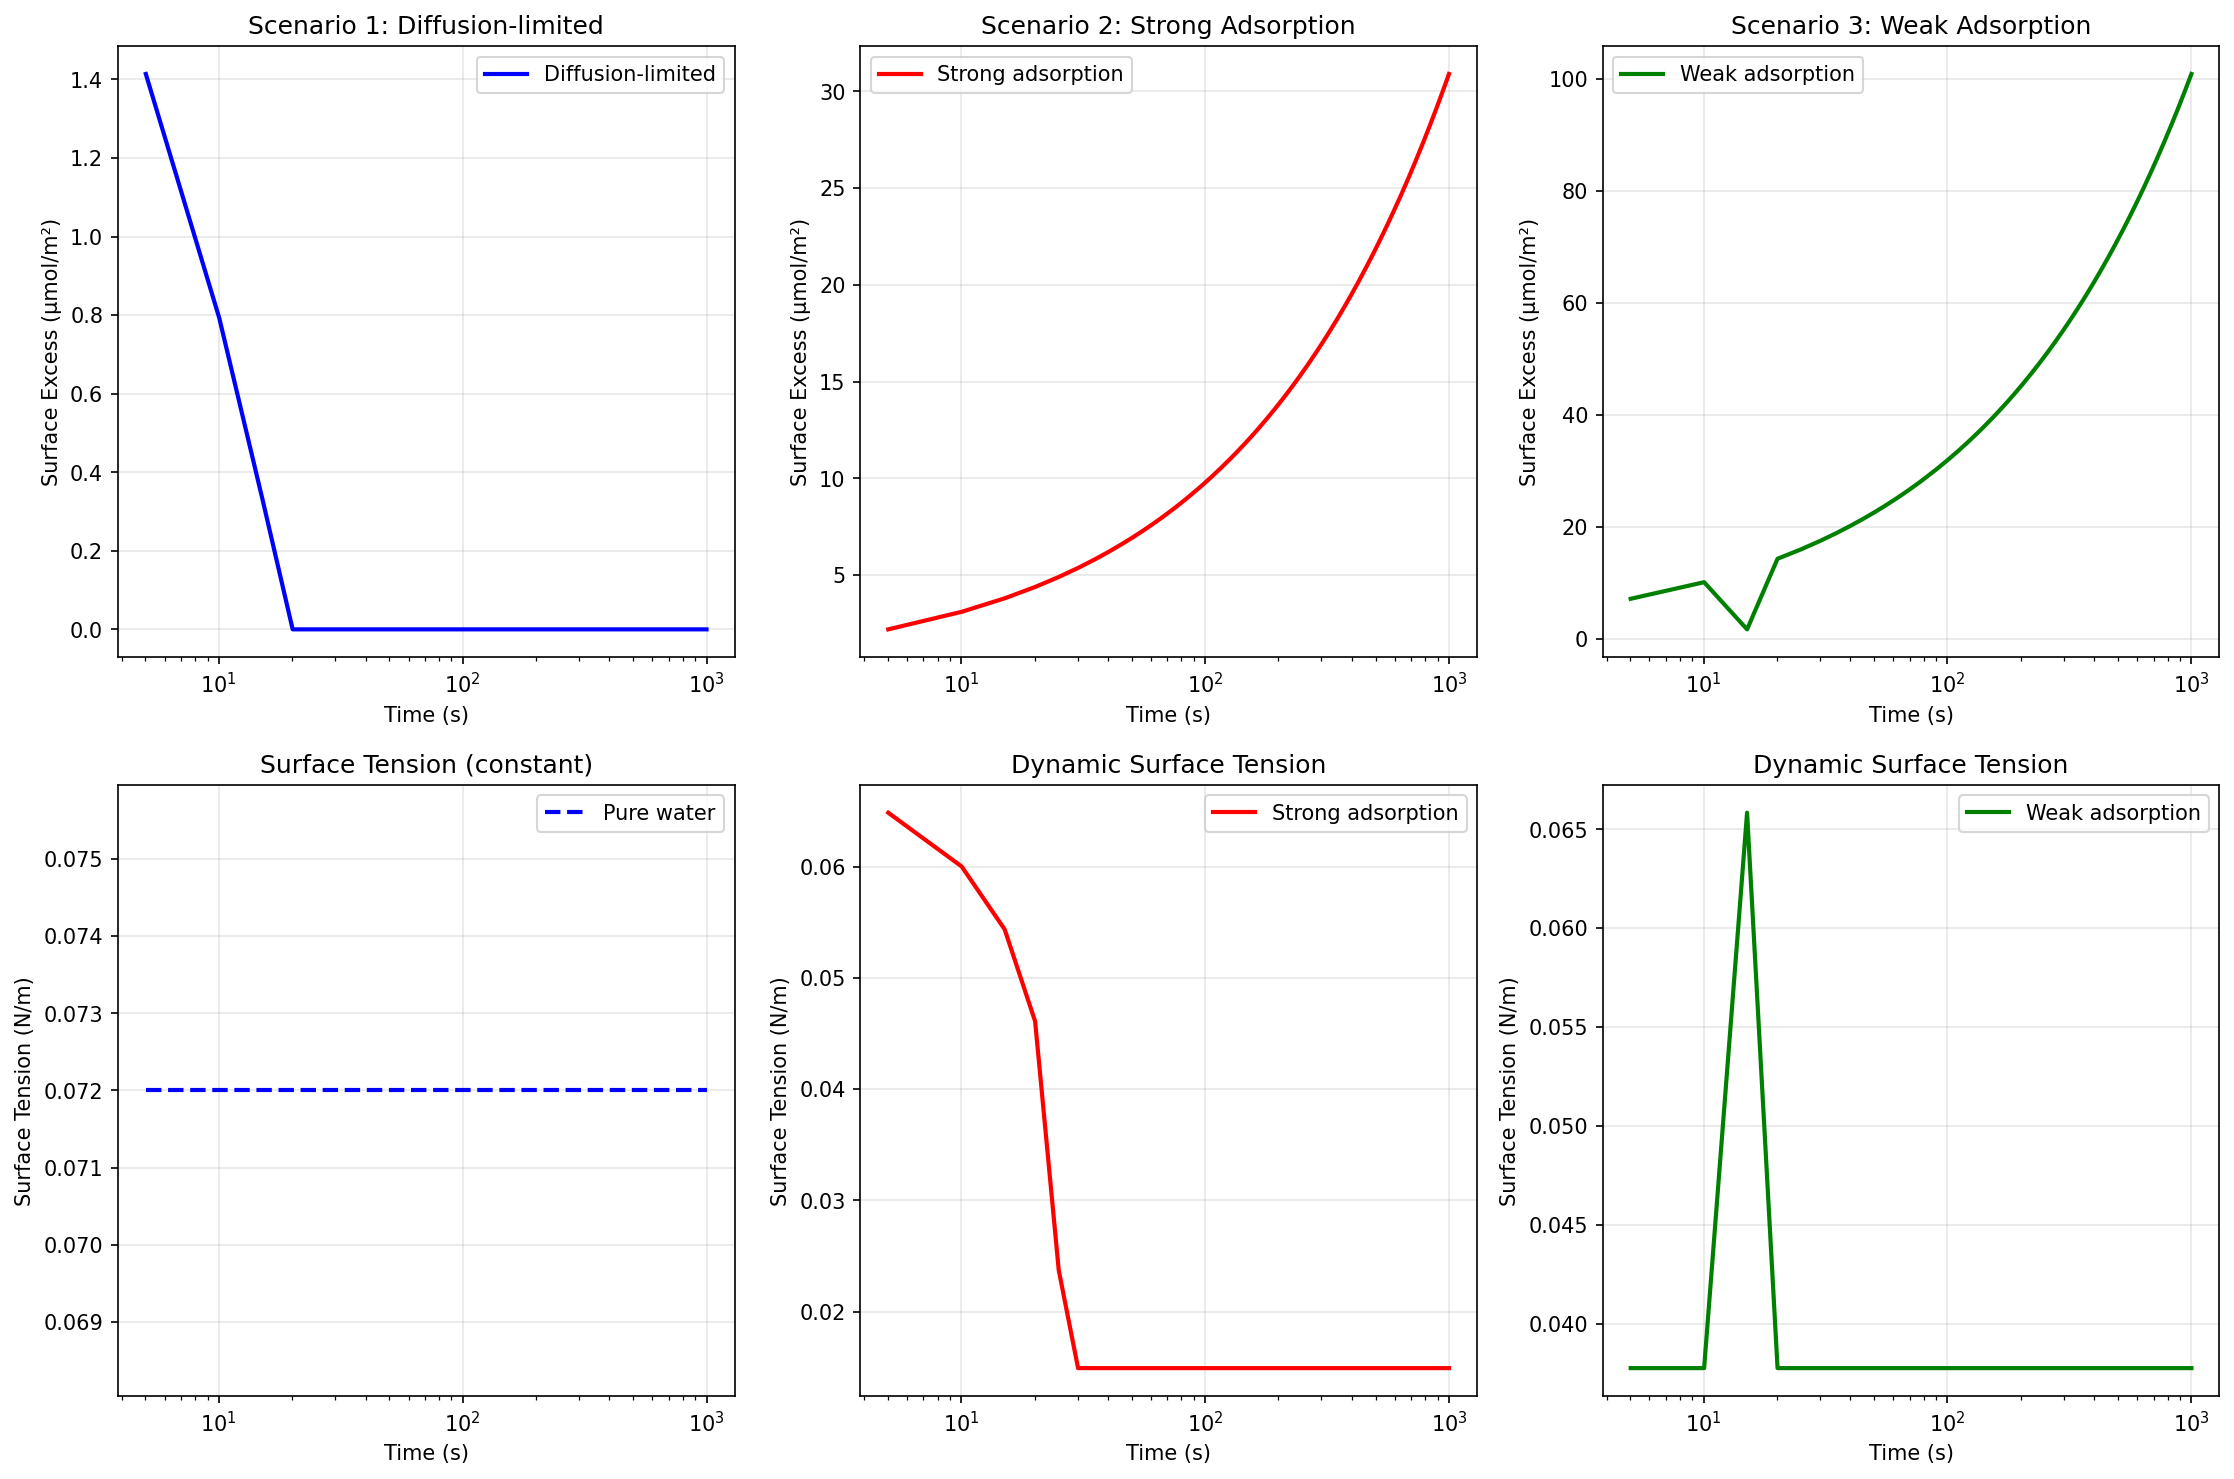 Scenario 1: Diffusion-limited
Diffusion-limited
Surface Excess (μmol/m²)
1.4
1.2
1.0
0.8
0.6
0.4
0.2
0.0
10¹ 10² 10³
Time (s)
Scenario 2: Strong Adsorption
Strong adsorption
Surface Excess (μmol/m²)
30
25
20
15
10
5
10¹ 10² 10³
Time (s)
Scenario 3: Weak Adsorption
Weak adsorption
Surface Excess (μmol/m²)
100
80
60
40
20
0
10¹ 10² 10³
Time (s)
Surface Tension (constant)
Pure water
Surface Tension (N/m)
0.075
0.074
0.073
0.072
0.071
0.070
0.069
10¹ 10² 10³
Time (s)
Dynamic Surface Tension
Strong adsorption
Surface Tension (N/m)
0.06
0.05
0.04
0.03
0.02
10¹ 10² 10³
Time (s)
Dynamic Surface Tension
Weak adsorption
Surface Tension (N/m)
0.065
0.060
0.055
0.050
0.045
0.040
10¹ 10² 10³
Time (s)